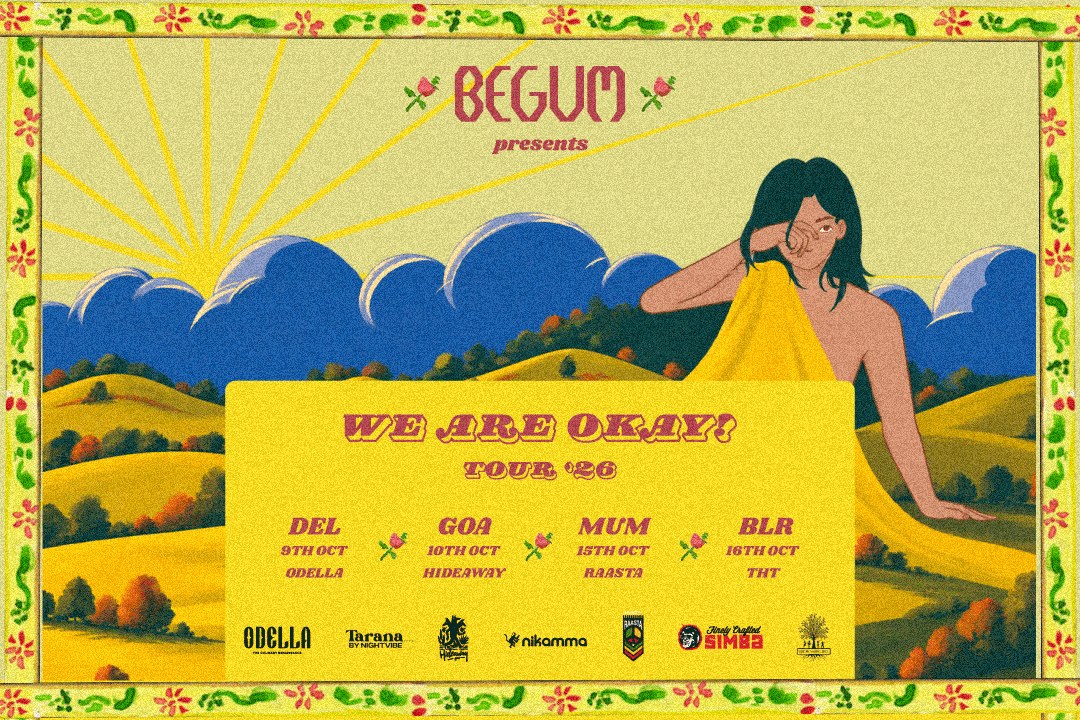 BEGUM
presents
WE ARE OKAY!
TOUR '26
DEL
9TH OCT
ODELLA
GOA
10TH OCT
HIDEAWAY
MUM
15TH OCT
RAASTA
BLR
16TH OCT
THT
ODELLA
Tarana
BY NIGHTVIBE
Hideaway
nikamma
RAASTA
Finely Crafted
SIMBA